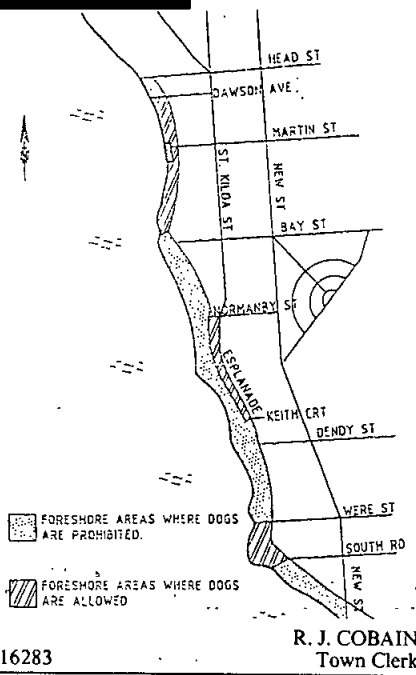 HEAD ST
DAWSON AVE.
MARTIN ST
ST. KILDA ST
NEW ST
BAY ST
NORMANBY ST
ESPLANADE
KEITH CRT
DENDY ST
WERE ST
SOUTH RD
NEW ST
FORESHORE AREAS WHERE DOGS
ARE PROHIBITED.
FORESHORE AREAS WHERE DOGS
ARE ALLOWED
R. J. COBAIN
16283 Town Clerk